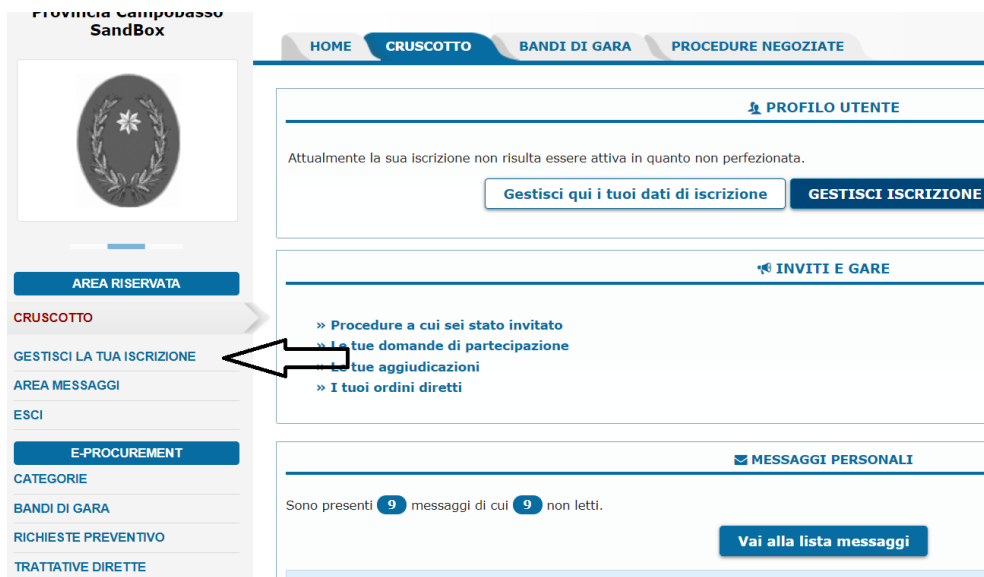 Provincia Campobasso
SandBox
HOME CRUSCOTTO BANDI DI GARA PROCEDURE NEGOZIATE
PROFILO UTENTE
Attualmente la sua iscrizione non risulta essere attiva in quanto non perfezionata.
Gestisci qui i tuoi dati di iscrizione GESTISCI ISCRIZIONE
INVITI E GARE
» Procedure a cui sei stato invitato
» Le tue domande di partecipazione
» Le tue aggiudicazioni
» I tuoi ordini diretti
MESSAGGI PERSONALI
Sono presenti 9 messaggi di cui 9 non letti.
Vai alla lista messaggi
AREA RISERVATA
CRUSCOTTO
GESTISCI LA TUA ISCRIZIONE
AREA MESSAGGI
ESCI
E-PROCUREMENT
CATEGORIE
BANDI DI GARA
RICHIESTE PREVENTIVO
TRATTATIVE DIRETTE